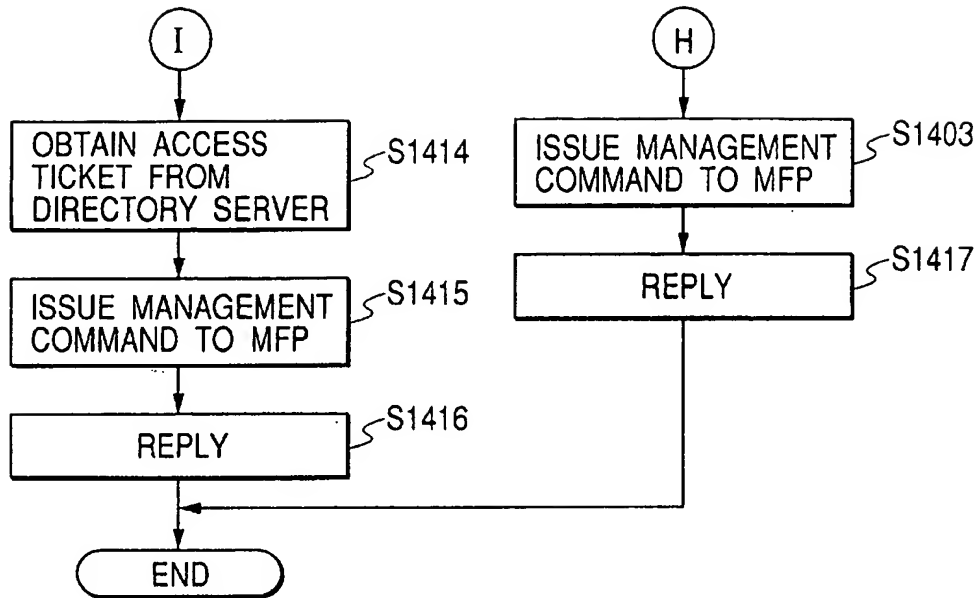 I
OBTAIN ACCESS
TICKET FROM
DIRECTORY SERVER
S1414
ISSUE MANAGEMENT
COMMAND TO MFP
S1415
REPLY
S1416
END
H
ISSUE MANAGEMENT
COMMAND TO MFP
S1403
REPLY
S1417